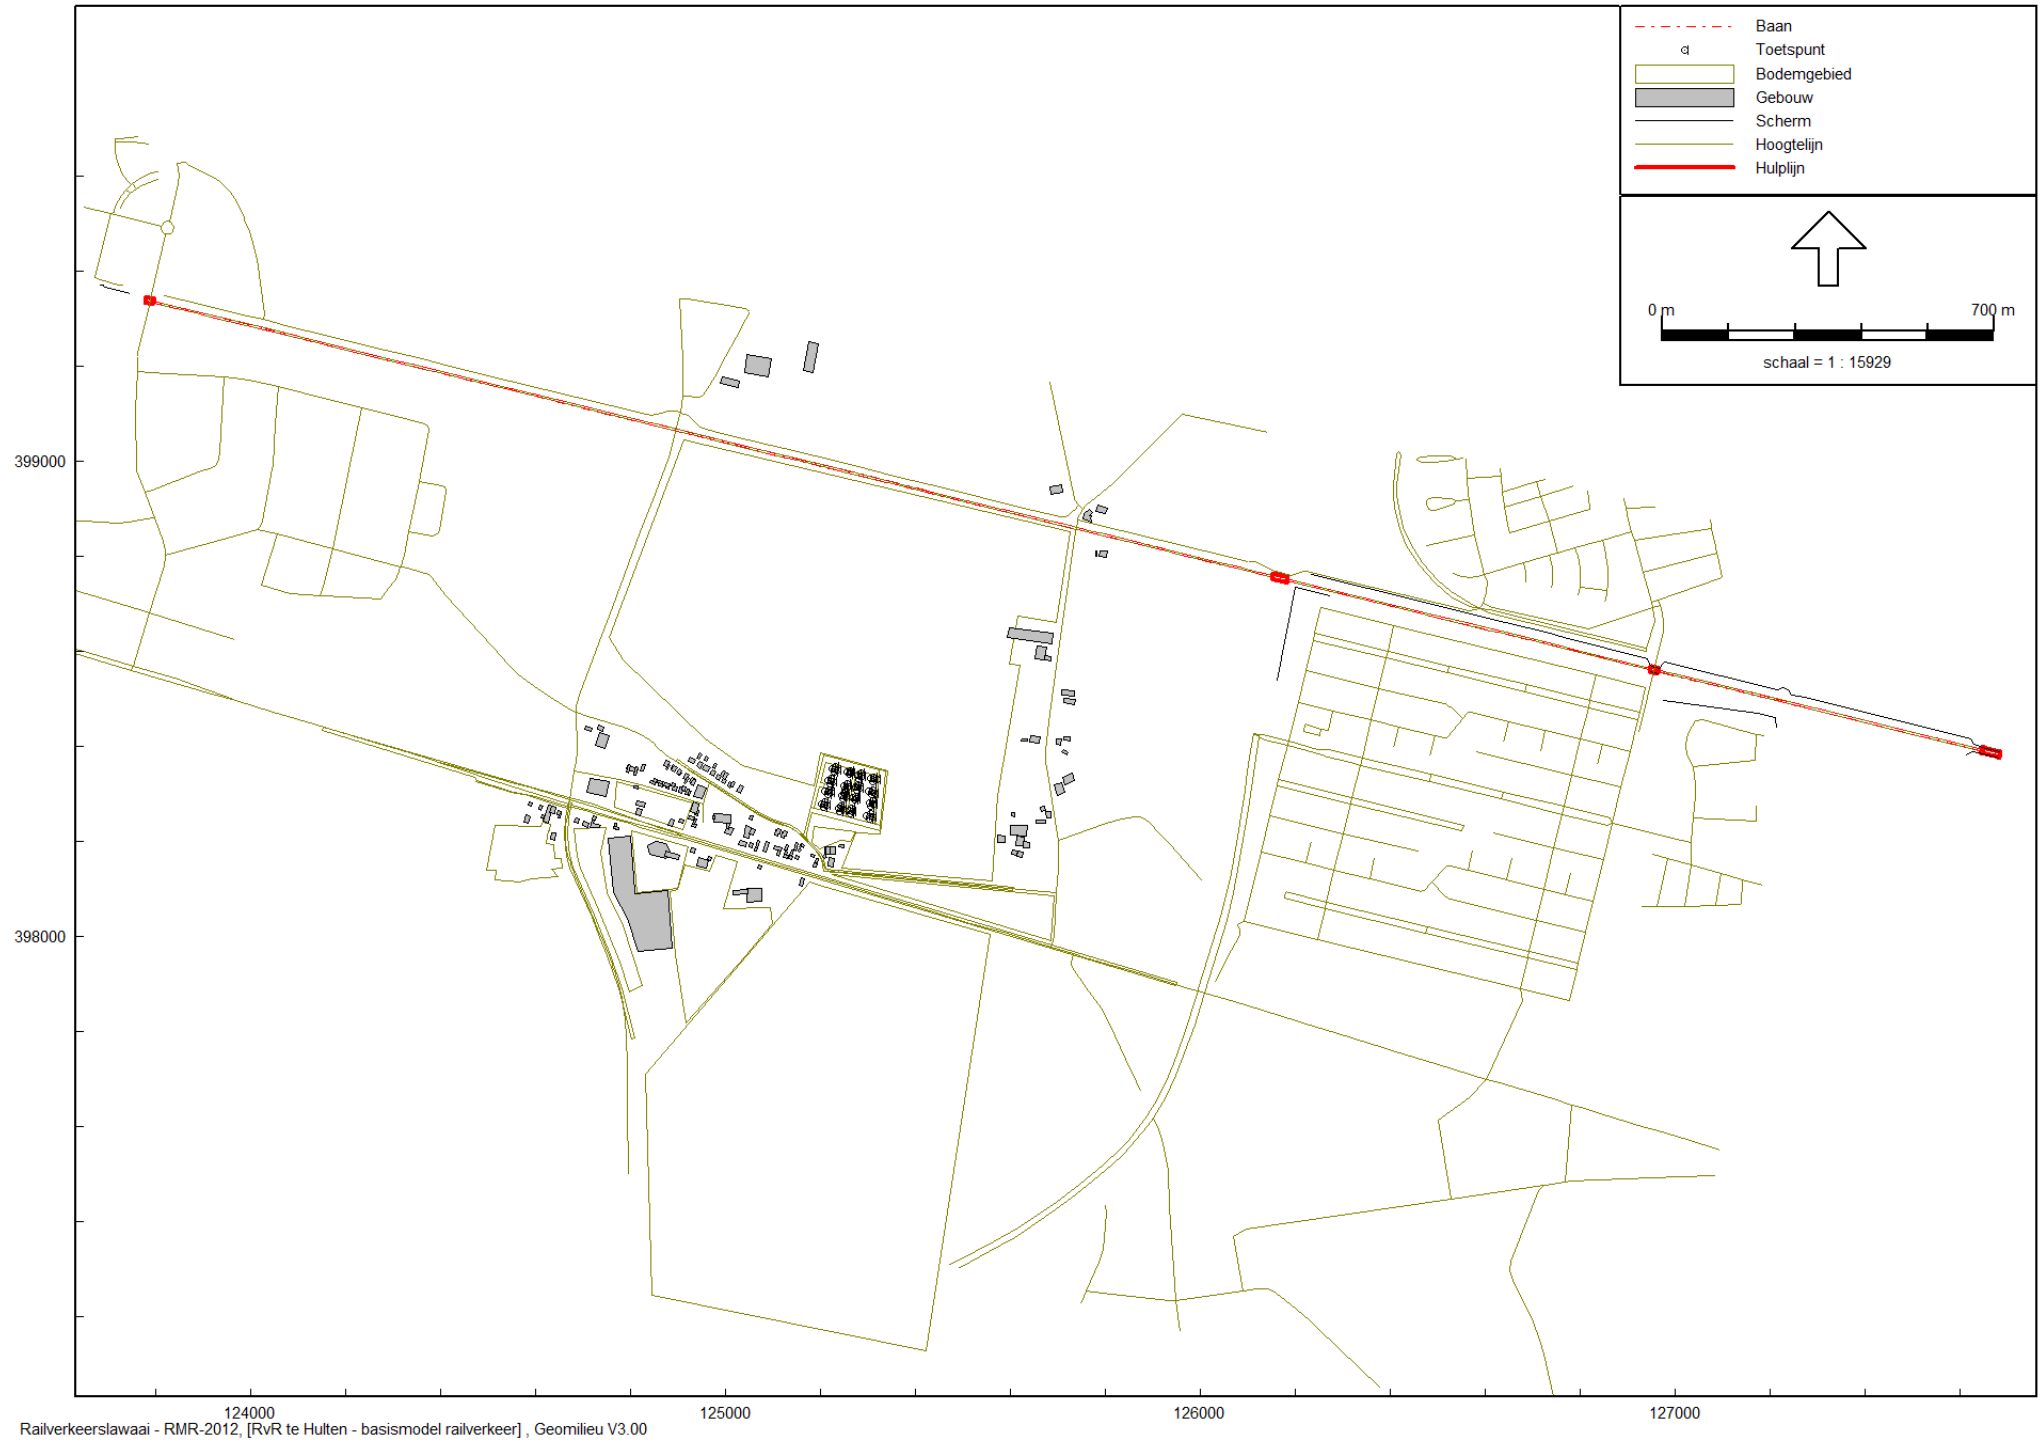 Baan
Toetspunt
Bodemgebied
Gebouw
Scherm
Hoogtelijn
Hulplijn
0 m 700 m
schaal = 1 : 15929
399000
398000
124000 125000 126000 127000
Railverkeerslawaai - RMR-2012, [RvR te Hulten - basismodel railverkeer] , Geomilieu V3.00